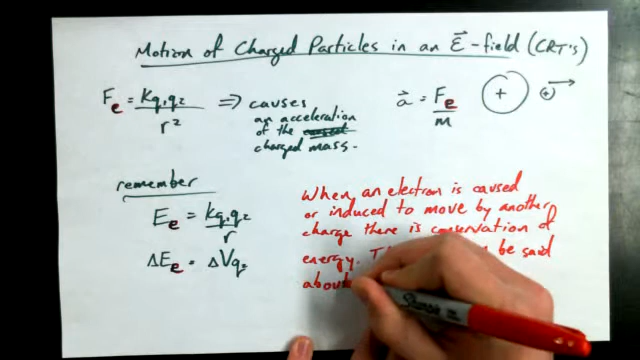 Motion of Charged Particles in an E⃗-field (CRT's)
Fe = kq1q2 / r²
⇒ causes
an acceleration
of the
charged mass.
a⃗ = Fe / m
+
+
remember
Ee = kq1q2 / r
ΔEe = ΔVq2
When an electron is caused
or induced to move by another
charge there is conservation of
energy. be said
about
Sharpie